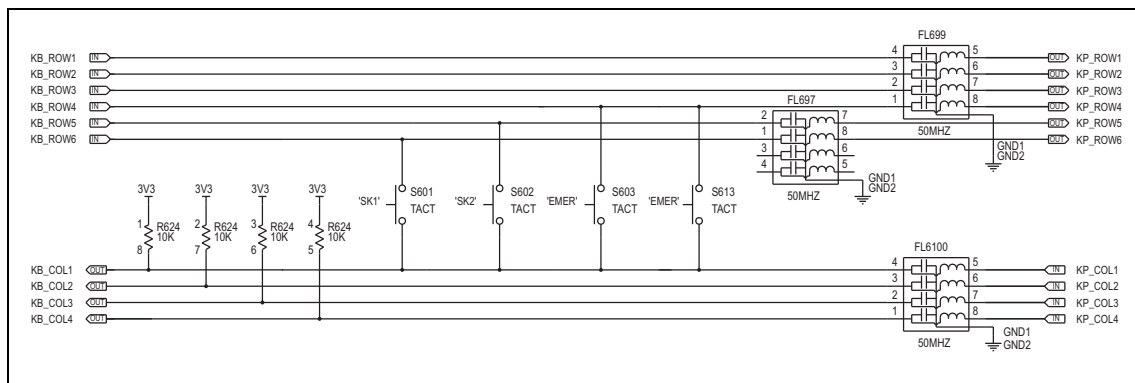 FL699
KB_ROW1 IN 4 5 OUT KP_ROW1
KB_ROW2 IN 3 6 OUT KP_ROW2
KB_ROW3 IN 2 7 OUT KP_ROW3
KB_ROW4 IN 1 8 OUT KP_ROW4
FL697
KB_ROW5 IN 2 7 OUT KP_ROW5
50MHZ
KB_ROW6 IN 1 8 OUT KP_ROW6
3 6
GND1
GND2
4 5
GND1
GND2
50MHZ
3V3 3V3 3V3 3V3
'SK1' S601 TACT
'SK2' S602 TACT
'EMER' S603 TACT
'EMER' S613 TACT
1 R624 10K 8
2 R624 10K 7
3 R624 10K 6
4 R624 10K 5
FL6100
KB_COL1 OUT 4 5 IN KP_COL1
KB_COL2 OUT 3 6 IN KP_COL2
KB_COL3 OUT 2 7 IN KP_COL3
KB_COL4 OUT 1 8 IN KP_COL4
GND1
GND2
50MHZ